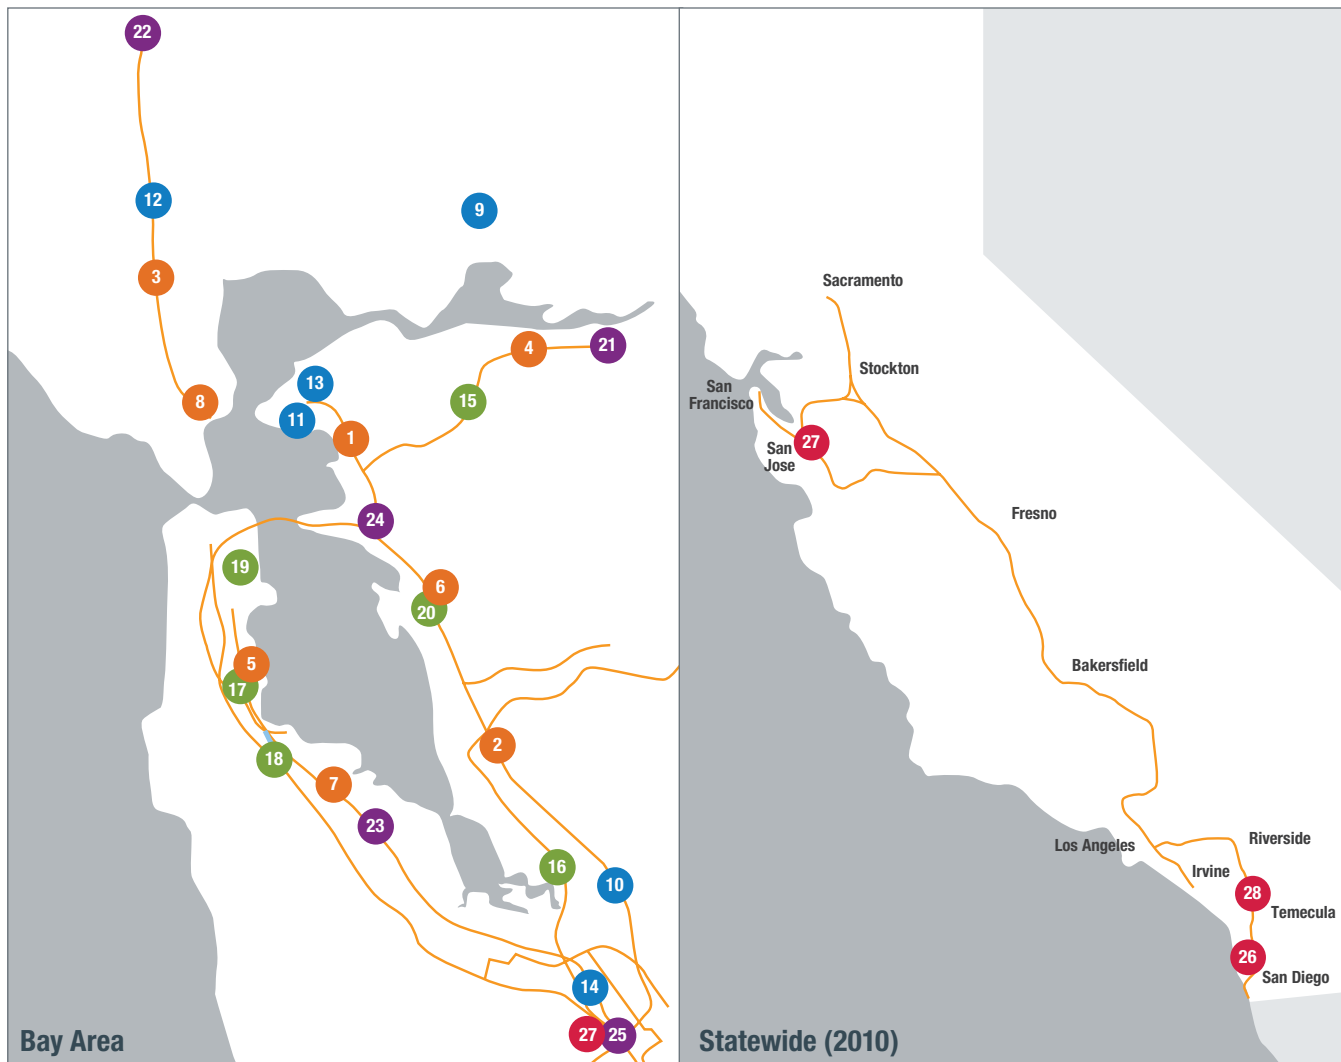 22
12
9
3
4
21
13
8
15
11
1
24
19
6
20
5
17
2
18
7
23
16
10
14
27
25
Bay Area
Sacramento
Stockton
San
Francisco
27
San
Jose
Fresno
Bakersfield
Los Angeles
Riverside
Irvine
28
Temecula
26
San Diego
Statewide (2010)